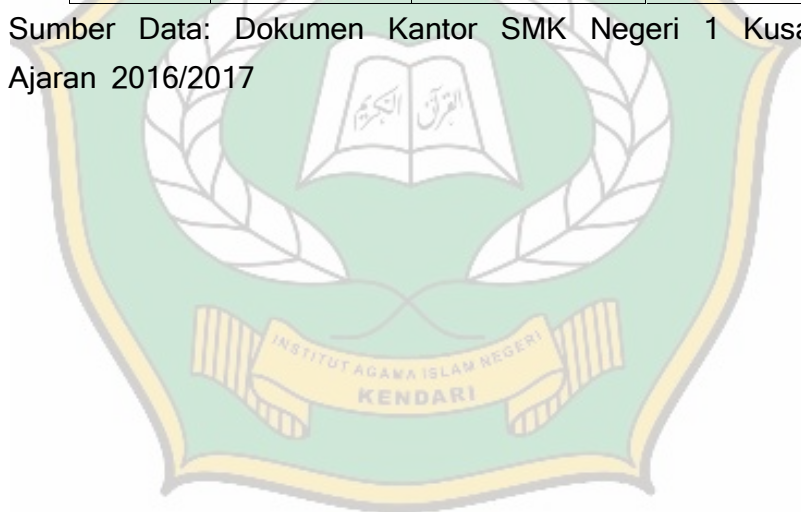 Sumber Data: Dokumen Kantor SMK Negeri 1 Kusa
Ajaran 2016/2017
القرآن الكريم
INSTITUT AGAMA ISLAM NEGERI
KENDARI